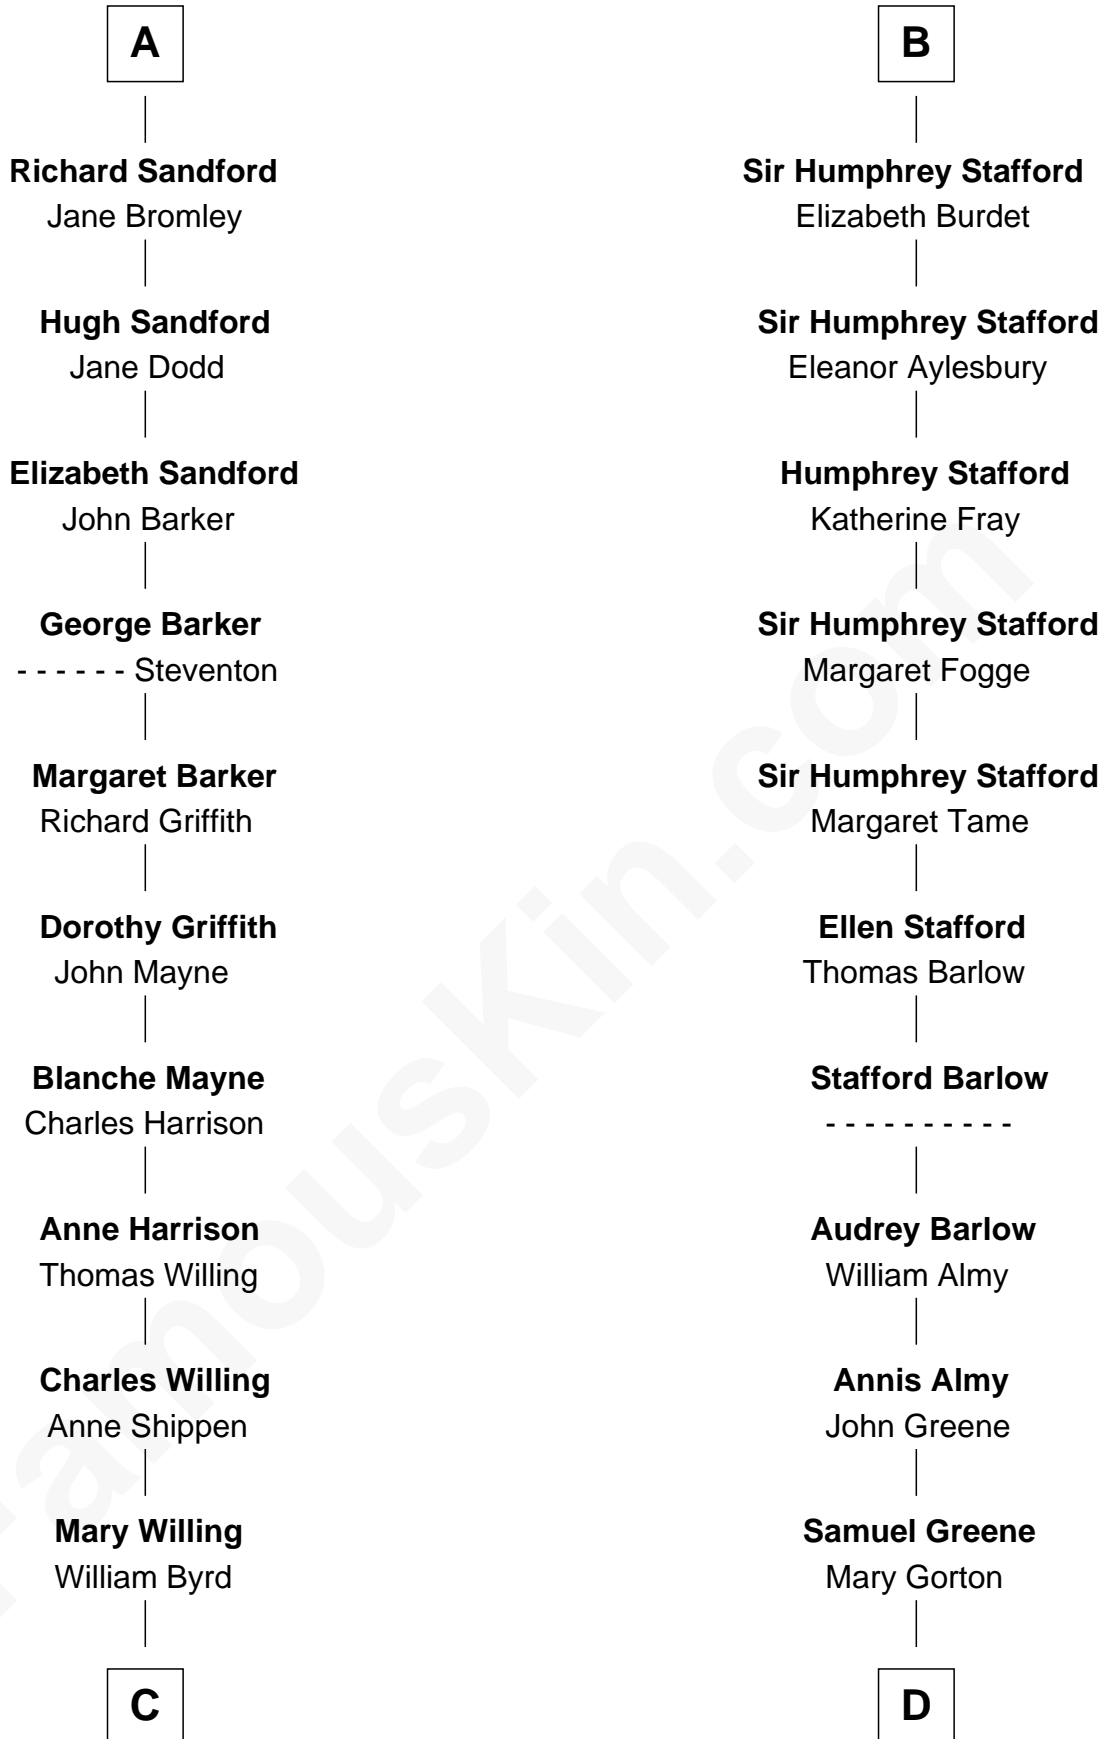 A
Richard Sandford
Jane Bromley
Hugh Sandford
Jane Dodd
Elizabeth Sandford
John Barker
George Barker
- - - - - - Steventon
Margaret Barker
Richard Griffith
Dorothy Griffith
John Mayne
Blanche Mayne
Charles Harrison
Anne Harrison
Thomas Willing
Charles Willing
Anne Shippen
Mary Willing
William Byrd
C
B
Sir Humphrey Stafford
Elizabeth Burdet
Sir Humphrey Stafford
Eleanor Aylesbury
Humphrey Stafford
Katherine Fray
Sir Humphrey Stafford
Margaret Fogge
Sir Humphrey Stafford
Margaret Tame
Ellen Stafford
Thomas Barlow
Stafford Barlow
- - - - - - - - - -
Audrey Barlow
William Almy
Annis Almy
John Greene
Samuel Greene
Mary Gorton
D
FamousKin.com